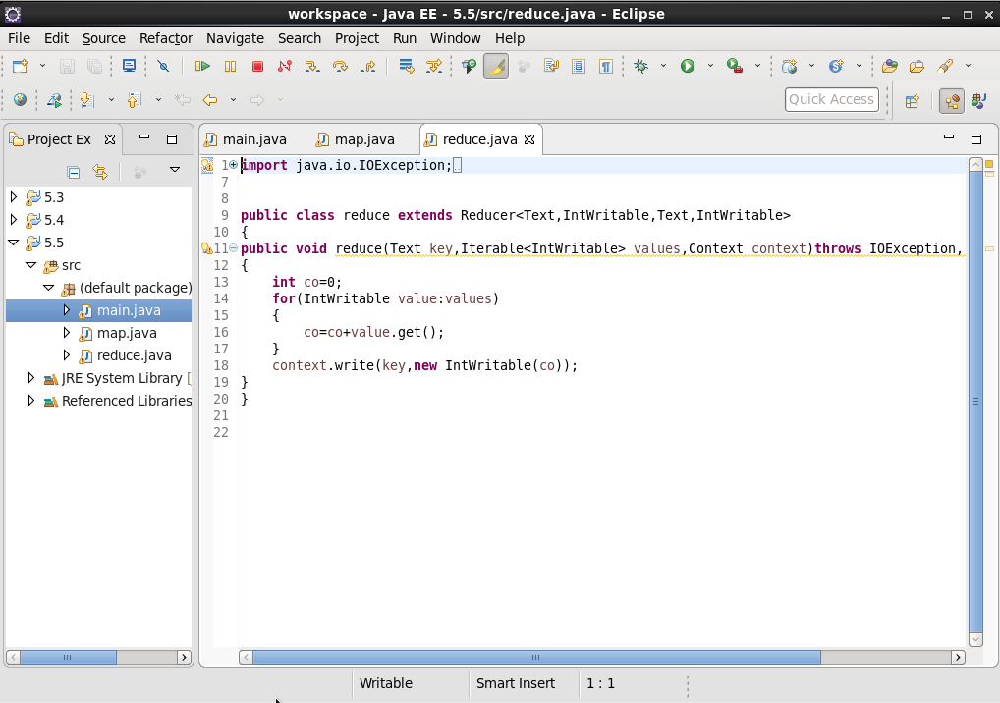 workspace - Java EE - 5.5/src/reduce.java - Eclipse
File Edit Source Refactor Navigate Search Project Run Window Help
Quick Access
Project Ex
main.java
map.java
reduce.java
5.3
5.4
5.5
src
(default package)
main.java
map.java
reduce.java
JRE System Library [
Referenced Libraries
1 import java.io.IOException;
7
8
9 public class reduce extends Reducer<Text,IntWritable,Text,IntWritable>
10 {
11 public void reduce(Text key,Iterable<IntWritable> values,Context context)throws IOException,
12 {
13     int co=0;
14     for(IntWritable value:values)
15     {
16         co=co+value.get();
17     }
18     context.write(key,new IntWritable(co));
19 }
20 }
21
22
Writable Smart Insert 1 : 1